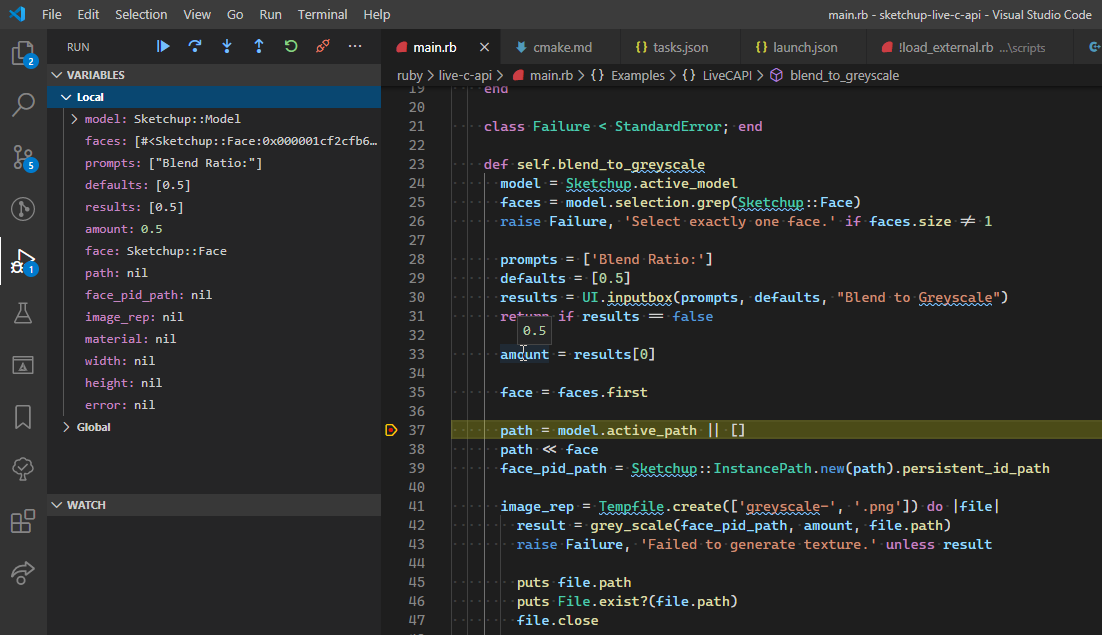 File Edit Selection View Go Run Terminal Help main.rb - sketchup-live-c-api - Visual Studio Code
RUN
main.rb cmake.md {} tasks.json {} launch.json !load_external.rb ...\scripts
ruby > live-c-api > main.rb > {} Examples > {} LiveCAPI > blend_to_greyscale
2
5
1
VARIABLES
Local
model: Sketchup::Model
faces: [#<Sketchup::Face:0x000001cf2cfb6…
prompts: ["Blend Ratio:"]
defaults: [0.5]
results: [0.5]
amount: 0.5
face: Sketchup::Face
path: nil
face_pid_path: nil
image_rep: nil
material: nil
width: nil
height: nil
error: nil
Global
WATCH
19 end
20
21 class Failure < StandardError; end
22
23 def self.blend_to_greyscale
24 model = Sketchup.active_model
25 faces = model.selection.grep(Sketchup::Face)
26 raise Failure, 'Select exactly one face.' if faces.size != 1
27
28 prompts = ['Blend Ratio:']
29 defaults = [0.5]
30 results = UI.inputbox(prompts, defaults, "Blend to Greyscale")
31 return if results == false
32 0.5
33 amount = results[0]
34
35 face = faces.first
36
37 path = model.active_path || []
38 path << face
39 face_pid_path = Sketchup::InstancePath.new(path).persistent_id_path
40
41 image_rep = Tempfile.create(['greyscale-', '.png']) do |file|
42 result = grey_scale(face_pid_path, amount, file.path)
43 raise Failure, 'Failed to generate texture.' unless result
44
45 puts file.path
46 puts File.exist?(file.path)
47 file.close